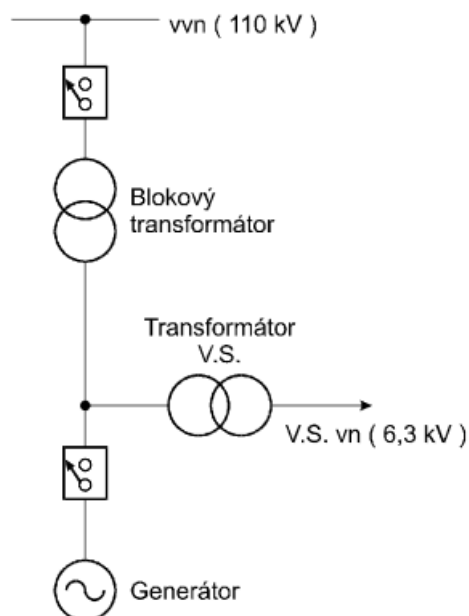 vvn ( 110 kV )
Blokový
transformátor
Transformátor
V.S.
V.S. vn ( 6,3 kV )
Generátor